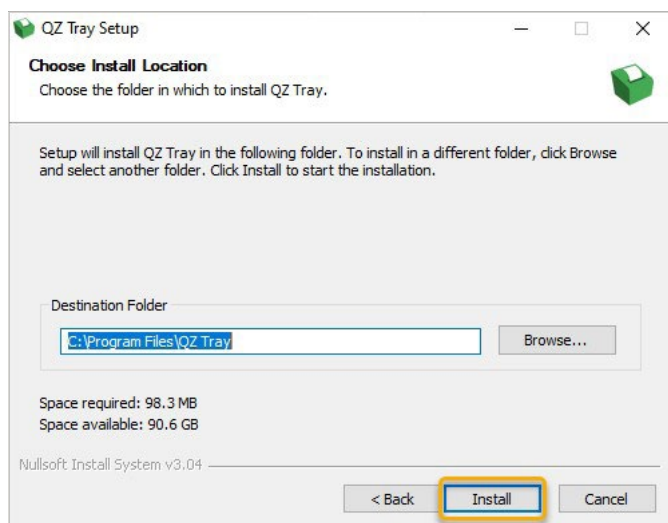 QZ Tray Setup
Choose Install Location
Choose the folder in which to install QZ Tray.
Setup will install QZ Tray in the following folder. To install in a different folder, click Browse
and select another folder. Click Install to start the installation.
Destination Folder
C:\Program Files\QZ Tray
Browse...
Space required: 98.3 MB
Space available: 90.6 GB
Nullsoft Install System v3.04
< Back Install Cancel